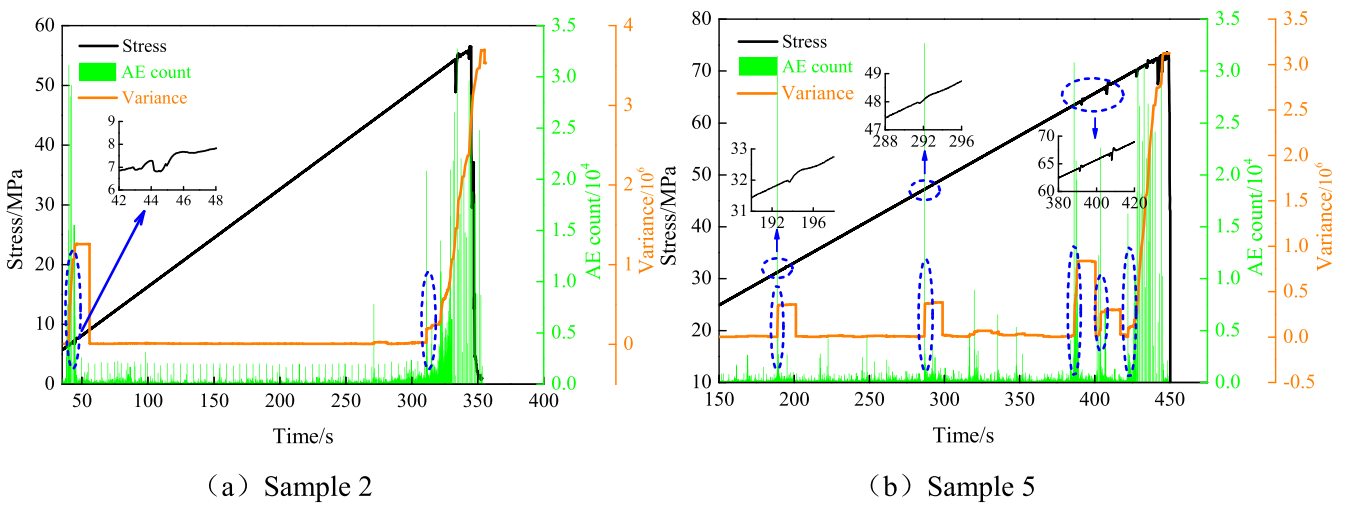 60
50
40
30
20
10
0
Stress/MPa
Stress
AE count
Variance
9
8
7
6
42 44 46 48
50 100 150 200 250 300 350 400
Time/s
3.5
3.0
2.5
2.0
1.5
1.0
0.5
0.0
AE count/10⁴
4
3
2
1
0
Variance/10⁶
（a）Sample 2
80
70
60
50
40
30
20
10
Stress/MPa
Stress
AE count
Variance
33
32
31
192 196
49
48
47
288 292 296
70
65
60
380 400 420
150 200 250 300 350 400 450
Time/s
3.5
3.0
2.5
2.0
1.5
1.0
0.5
0.0
AE count/10⁴
3.5
3.0
2.5
2.0
1.5
1.0
0.5
0.0
-0.5
Variance/10⁶
（b）Sample 5